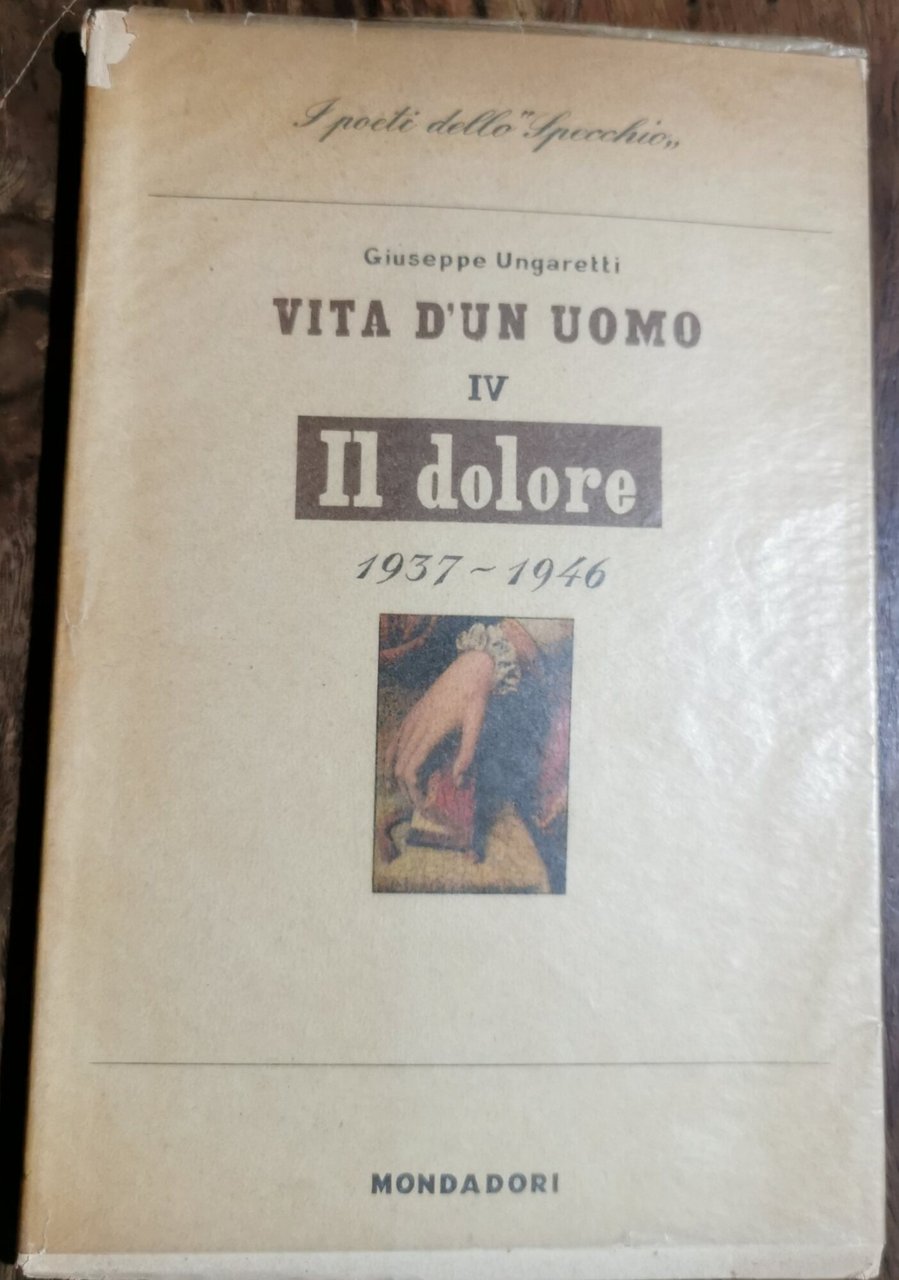 I poeti dello "Specchio„
Giuseppe Ungaretti
VITA D'UN UOMO
IV
Il dolore
1937 ~ 1946
MONDADORI